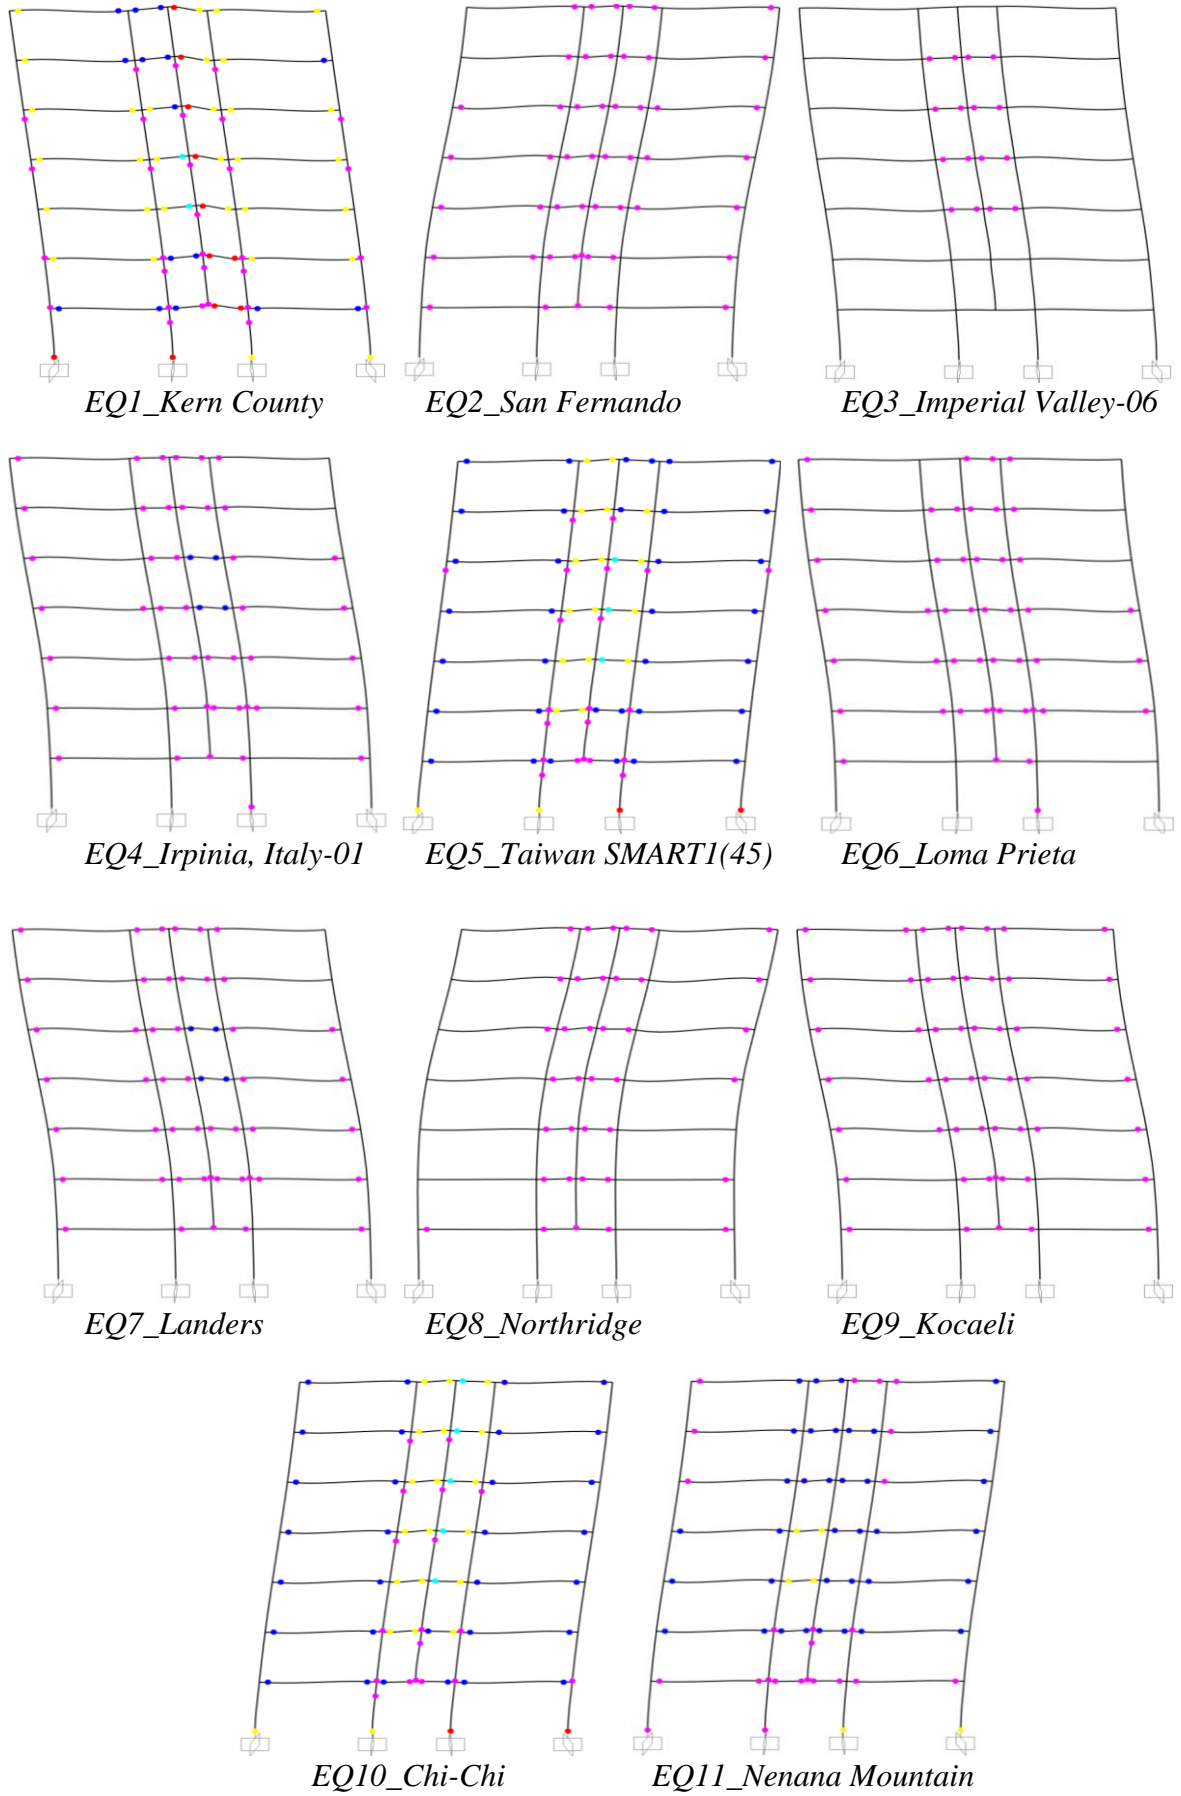 EQ1_Kern County
EQ2_San Fernando
EQ3_Imperial Valley-06
EQ4_Irpinia, Italy-01
EQ5_Taiwan SMART1(45)
EQ6_Loma Prieta
EQ7_Landers
EQ8_Northridge
EQ9_Kocaeli
EQ10_Chi-Chi
EQ11_Nenana Mountain